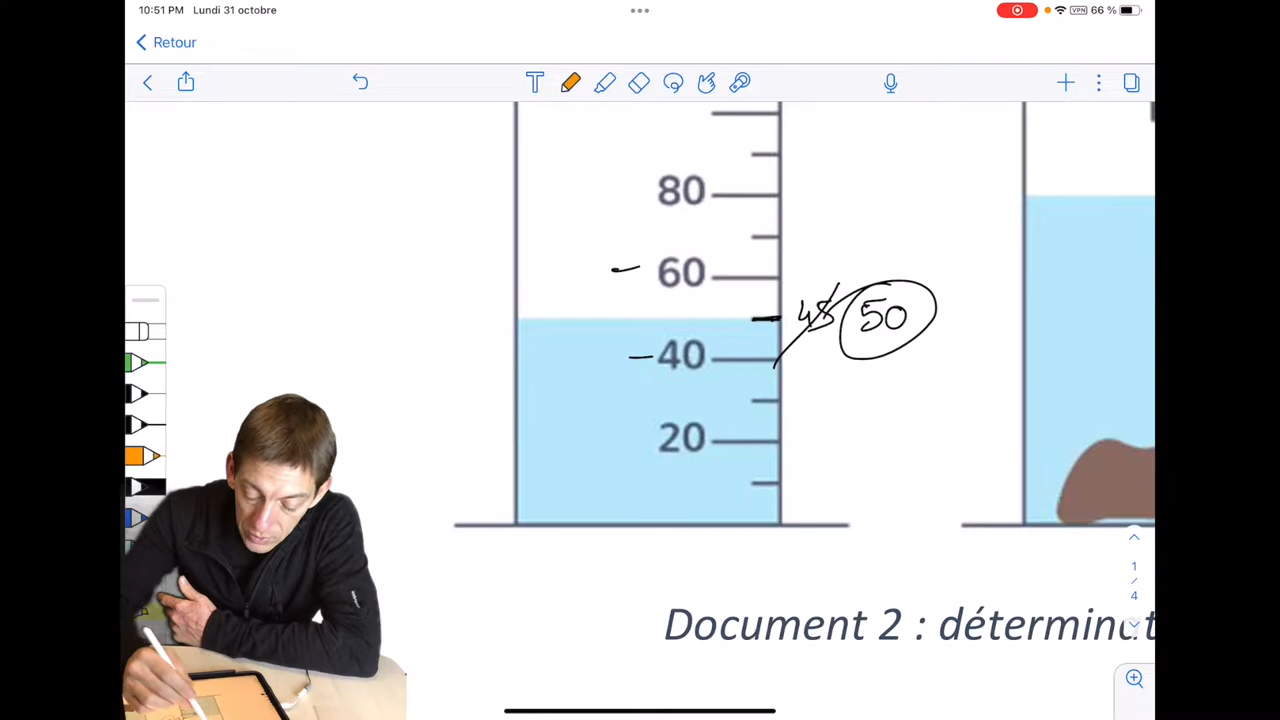 10:51 PM Lundi 31 octobre
VPN 66 %
Retour
80
60
45 50
40
20
1
/
4
Document 2 : déterminat